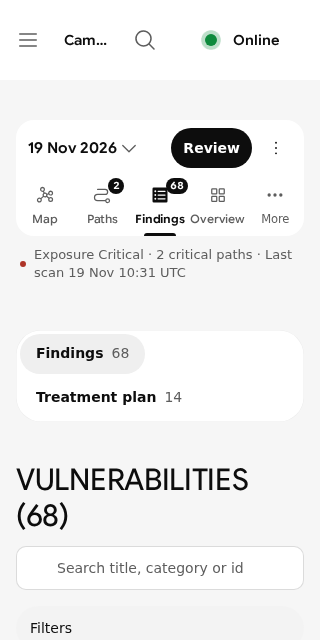 Cam...
Online
19 Nov 2026
Review
2
68
Map
Paths
Findings
Overview
More
Exposure Critical · 2 critical paths · Last
scan 19 Nov 10:31 UTC
Findings 68
Treatment plan 14
VULNERABILITIES
(68)
Search title, category or id
Filters